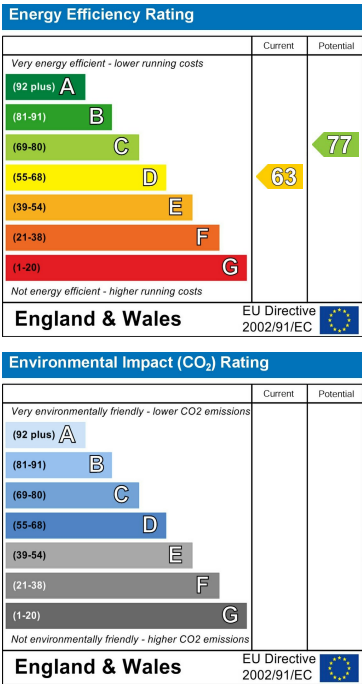 Energy Efficiency Rating
Current Potential
Very energy efficient - lower running costs
(92 plus) A
(81-91) B
(69-80) C
77
(55-68) D
63
(39-54) E
(21-38) F
(1-20) G
Not energy efficient - higher running costs
England & Wales
EU Directive
2002/91/EC
Environmental Impact (CO₂) Rating
Current Potential
Very environmentally friendly - lower CO2 emissions
(92 plus) A
(81-91) B
(69-80) C
(55-68) D
(39-54) E
(21-38) F
(1-20) G
Not environmentally friendly - higher CO2 emissions
England & Wales
EU Directive
2002/91/EC